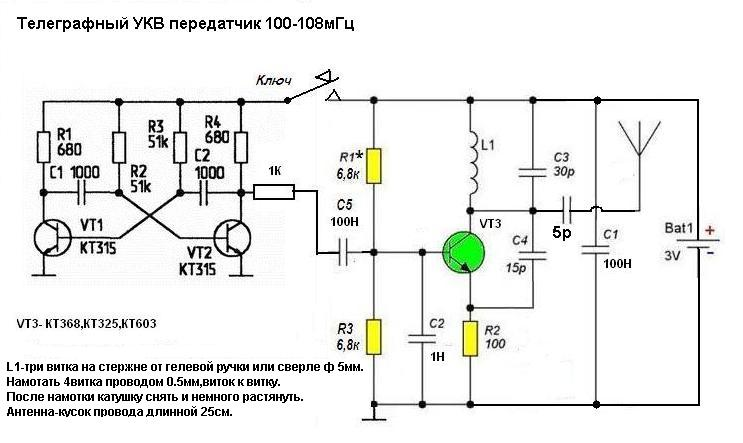 Телеграфный УКВ передатчик 100-108мГц
Ключ
R1
680
R3
51k
R4
680
C1 1000
R2
51k
C2
1000
1К
VT1
КТ315
VT2
КТ315
C5
100Н
R1*
6,8к
L1
C3
30p
VT3
5p
C4
15p
C1
100Н
Bat1
+
-
3V
R3
6,8к
C2
1Н
R2
100
VT3- КТ368,КТ325,КТ603
L1-три витка на стержне от гелевой ручки или сверле ф 5мм.
Намотать 4витка проводом 0.5мм,виток к витку.
После намотки катушку снять и немного растянуть.
Антенна-кусок провода длинной 25см.